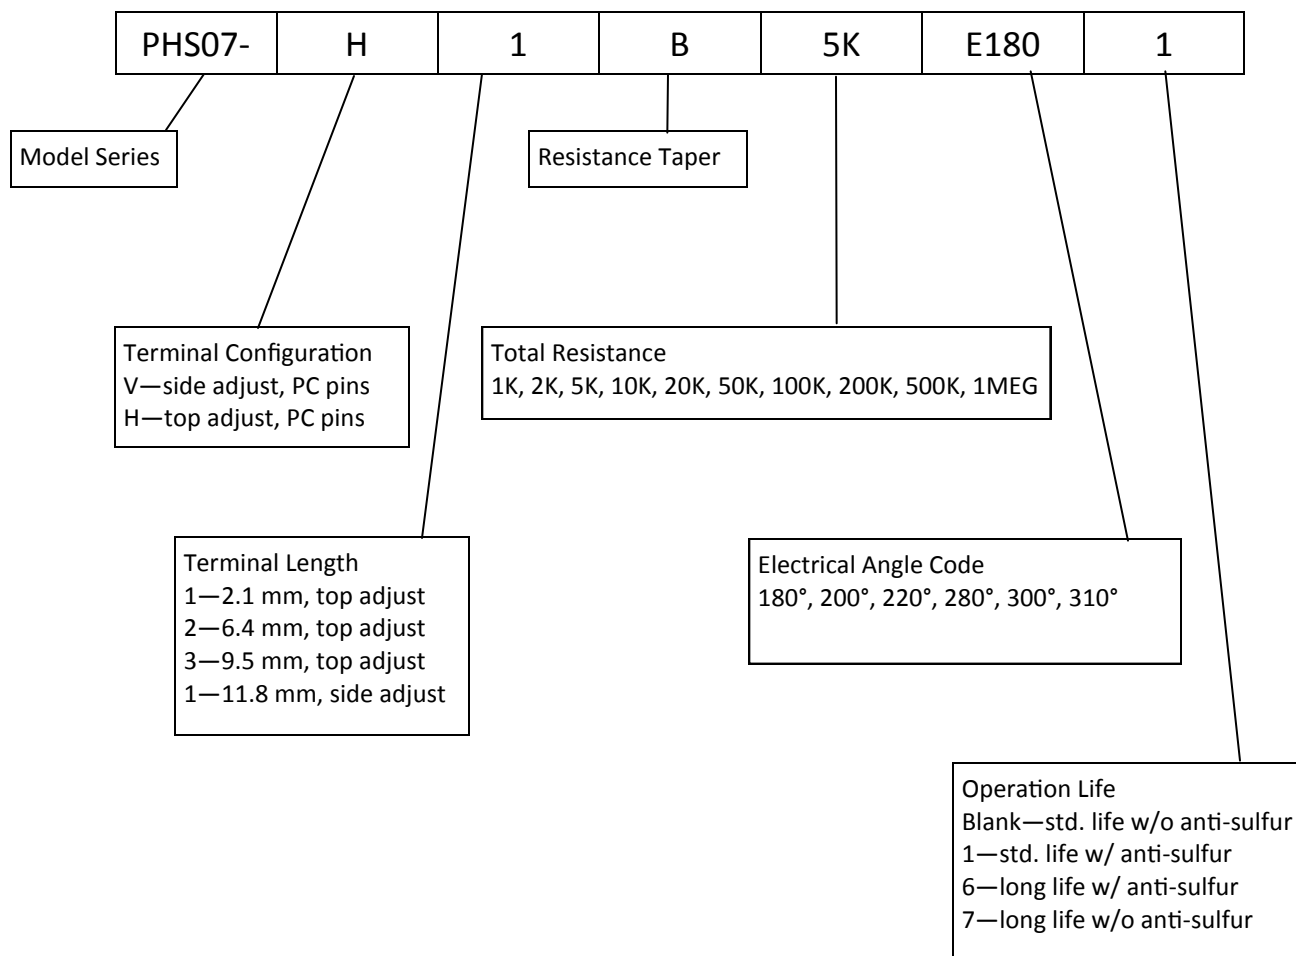 PHS07- H 1 B 5K E180 1
Model Series
Resistance Taper
Terminal Configuration
V—side adjust, PC pins
H—top adjust, PC pins
Total Resistance
1K, 2K, 5K, 10K, 20K, 50K, 100K, 200K, 500K, 1MEG
Terminal Length
1—2.1 mm, top adjust
2—6.4 mm, top adjust
3—9.5 mm, top adjust
1—11.8 mm, side adjust
Electrical Angle Code
180°, 200°, 220°, 280°, 300°, 310°
Operation Life
Blank—std. life w/o anti-sulfur
1—std. life w/ anti-sulfur
6—long life w/ anti-sulfur
7—long life w/o anti-sulfur